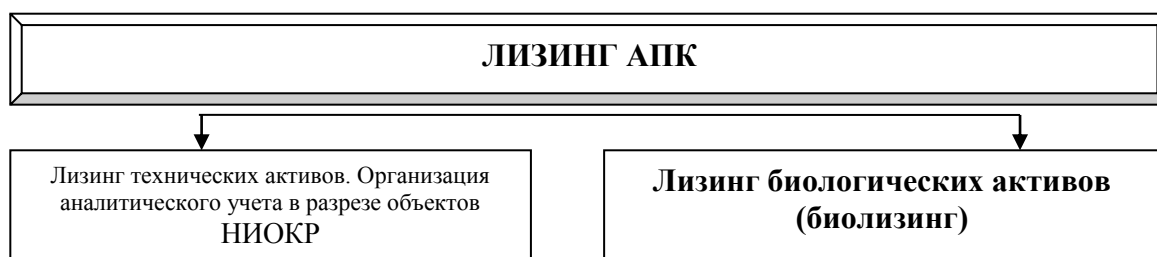 ЛИЗИНГ АПК
Лизинг технических активов. Организация
аналитического учета в разрезе объектов
НИОКР
Лизинг биологических активов
(биолизинг)